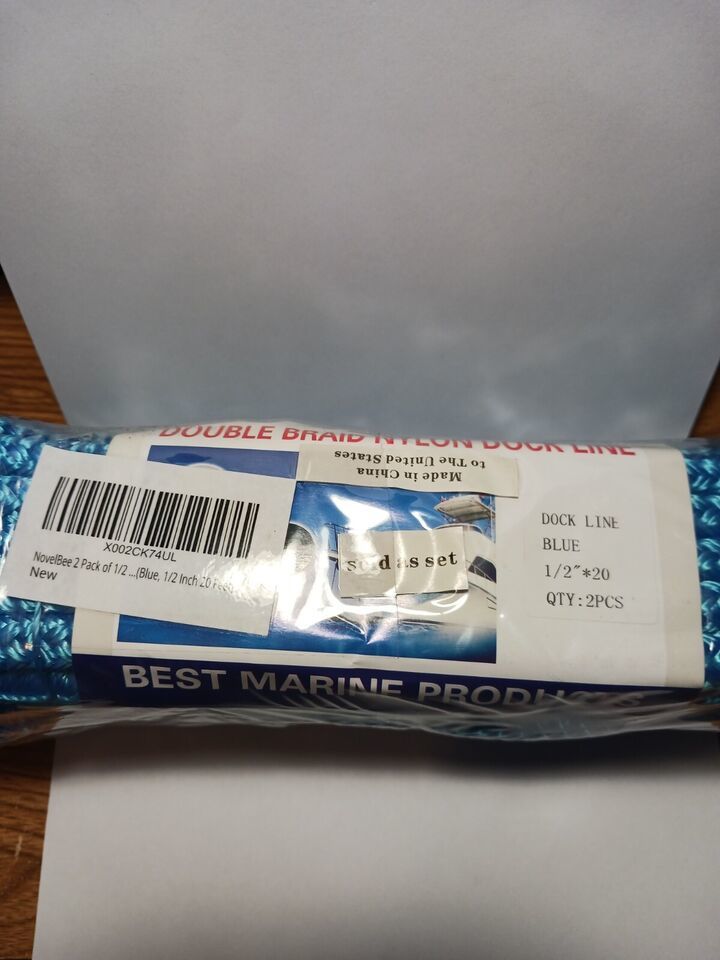 DOUBLE BRAID NYLON DOCK LINE
Made in China
to The United States
X002CK74UL
NovelBee 2 Pack of 1/2 ...(Blue, 1/2 Inch 20 Feet
New
sold as set
DOCK LINE
BLUE
1/2"*20
QTY:2PCS
BEST MARINE PRODUCTS